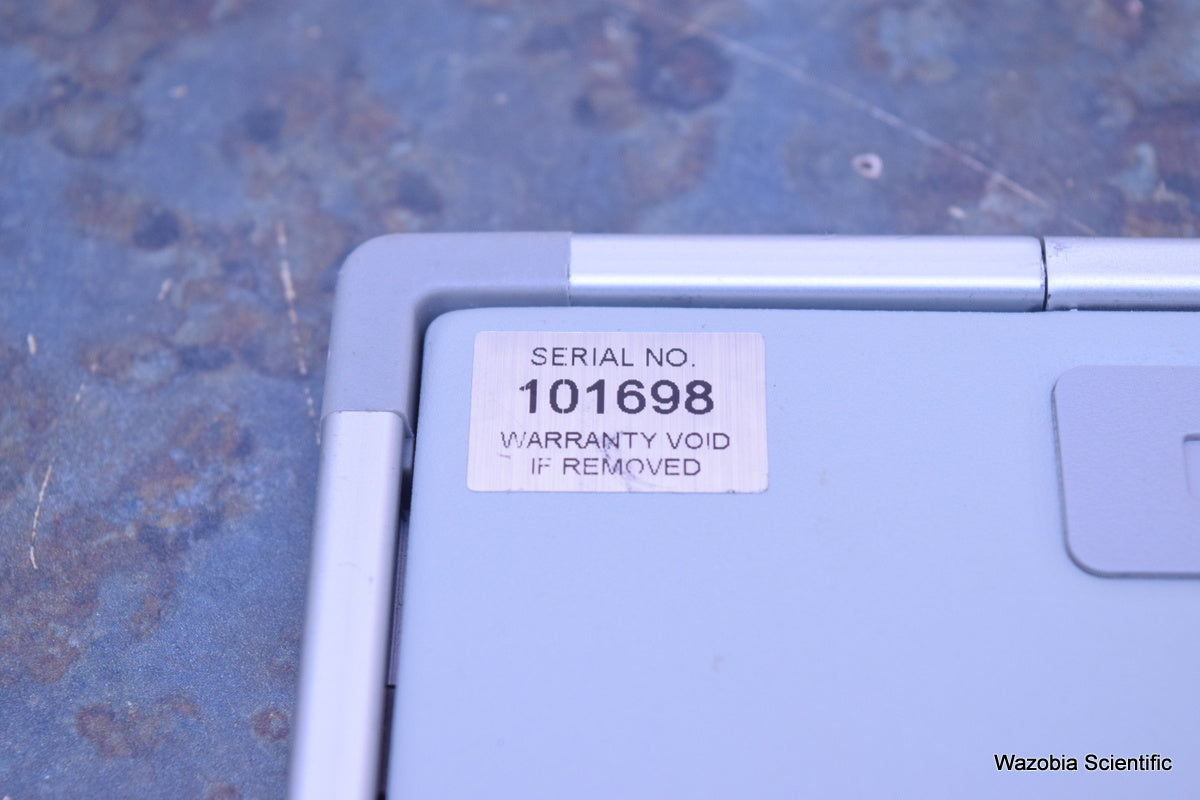 SERIAL NO.
101698
WARRANTY VOID
IF REMOVED
Wazobia Scientific